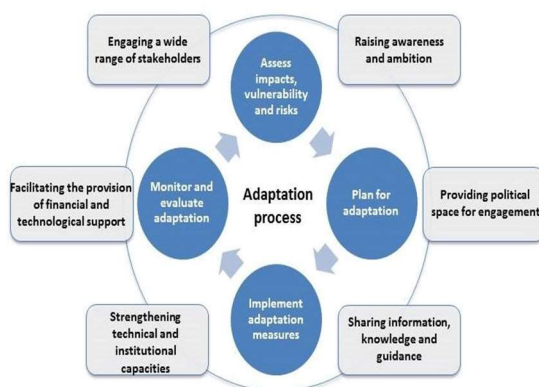 Engaging a wide
range of stakeholders
Raising awareness
and ambition
Assess
impacts,
vulnerability
and risks
Facilitating the provision
of financial and
technological support
Monitor and
evaluate
adaptation
Adaptation
process
Plan for
adaptation
Providing political
space for engagement
Implement
adaptation
measures
Strengthening
technical and
institutional
capacities
Sharing information,
knowledge and
guidance